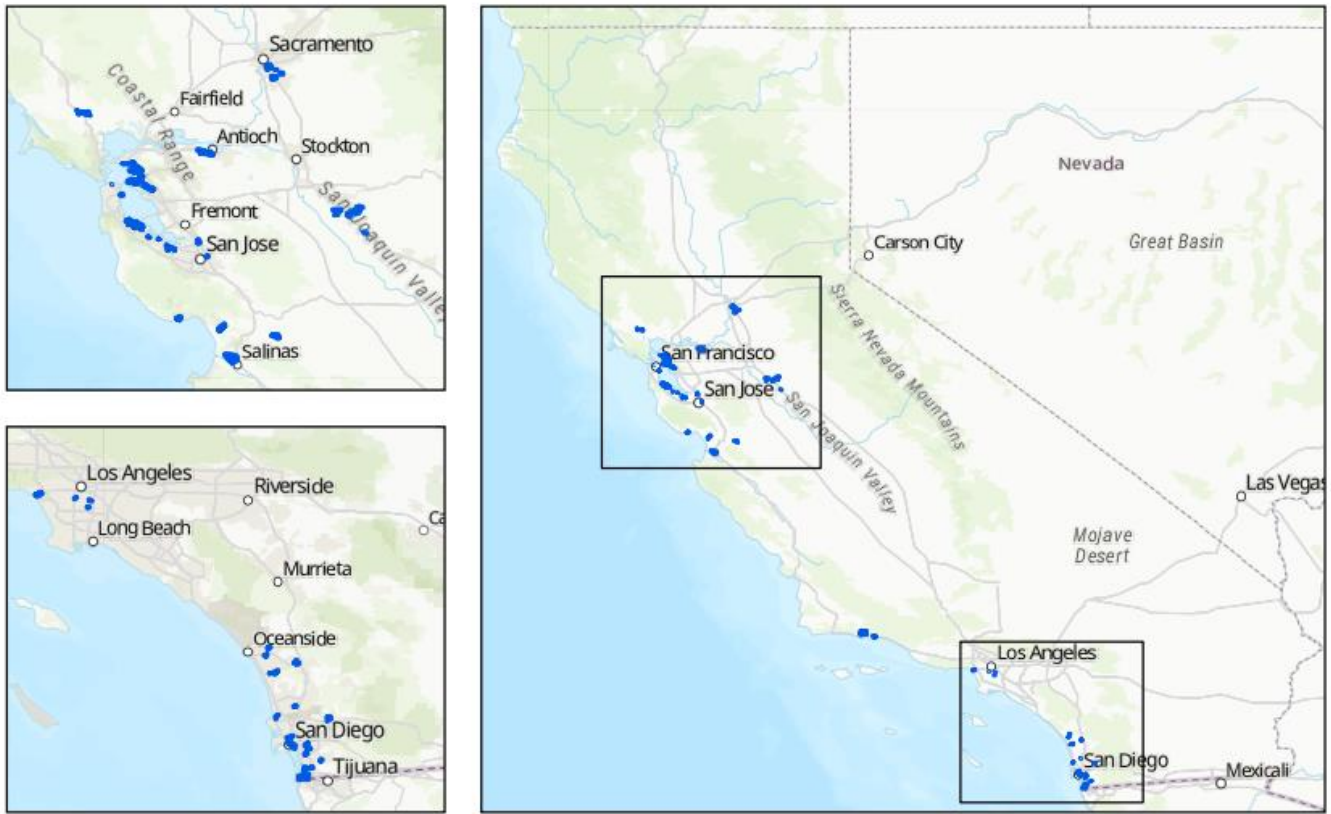 Sacramento
Coastal Range
Fairfield
Antioch
Stockton
San Joaquin Valley
Fremont
San Jose
Salinas
Los Angeles
Riverside
Long Beach
Ca
Murrieta
Oceanside
San Diego
Tijuana
Nevada
Great Basin
Carson City
Sierra Nevada Mountains
San Francisco
San Jose
San Joaquin Valley
Las Vegas
Mojave
Desert
Los Angeles
San Diego
Mexicali